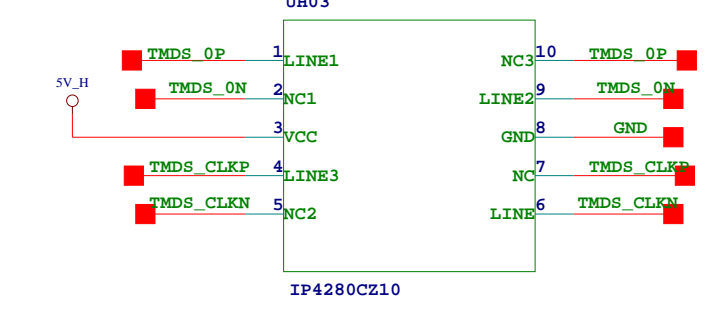 UH03
TMDS_0P 1 LINE1 NC3 10 TMDS_0P
5V_H TMDS_0N 2 NC1 LINE2 9 TMDS_0N
3 VCC GND 8 GND
TMDS_CLKP 4 LINE3 NC 7 TMDS_CLKP
TMDS_CLKN 5 NC2 LINE 6 TMDS_CLKN
IP4280CZ10